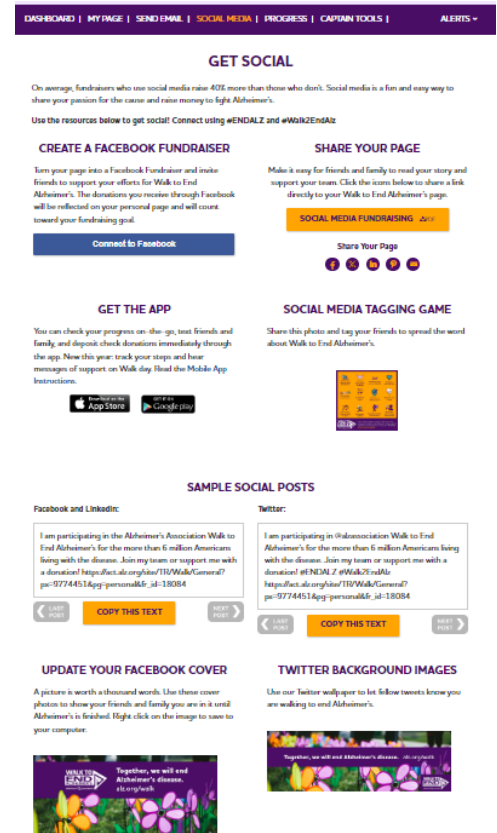 DASHBOARD | MY PAGE | SEND EMAIL | SOCIAL MEDIA | PROGRESS | CAPTAIN TOOLS | ALERTS
GET SOCIAL
On average, fundraisers who use social media raise 40% more than those who don't. Social media is a fun and easy way to
share your passion for the cause and raise money to fight Alzheimer's.
Use the resources below to get social! Connect using #ENDALZ and #Walk2EndAlz
CREATE A FACEBOOK FUNDRAISER
Turn your page into a Facebook Fundraiser and invite
friends to support your efforts for Walk to End
Alzheimer's. The donations you receive through Facebook
will be reflected on your personal page and will count
toward your fundraising goal.
Connect to Facebook
SHARE YOUR PAGE
Make it easy for friends and family to read your story and
support your team. Click the icons below to share a link
directly to your Walk to End Alzheimer's page.
SOCIAL MEDIA FUNDRAISING PDF
Share Your Page
GET THE APP
You can check your progress on-the-go, text friends and
family, and deposit check donations immediately through
the app. New this year: track your steps and hear
messages of support on Walk day. Read the Mobile App
Instructions.
Download on the
App Store
GET IT ON
Google play
SOCIAL MEDIA TAGGING GAME
Share this photo and tag your friends to spread the word
about Walk to End Alzheimer's.
SAMPLE SOCIAL POSTS
Facebook and LinkedIn:
I am participating in the Alzheimer's Association Walk to
End Alzheimer's for the more than 6 million Americans
living with the disease. Join my team or support me with
a donation! https://act.alz.org/site/TR/Walk/General?
px=9774451&pg=personal&fr_id=18084
LAST
POST
COPY THIS TEXT
NEXT
POST
Twitter:
I am participating in @alzassociation Walk to End
Alzheimer's for the more than 6 million Americans living
with the disease. Join my team or support me with a
donation! #ENDALZ #Walk2EndAlz
https://act.alz.org/site/TR/Walk/General?
px=9774451&pg=personal&fr_id=18084
LAST
POST
COPY THIS TEXT
NEXT
POST
UPDATE YOUR FACEBOOK COVER
A picture is worth a thousand words. Use these cover
photos to show your friends and family you are in it until
Alzheimer's is finished. Right click on the image to save to
your computer.
WALK TO
END
Together, we will end
Alzheimer's disease.
alz.org/walk
TWITTER BACKGROUND IMAGES
Use our Twitter wallpaper to let fellow tweets know you
are walking to end Alzheimer's.
Together, we will end Alzheimer's disease. alz.org/walk